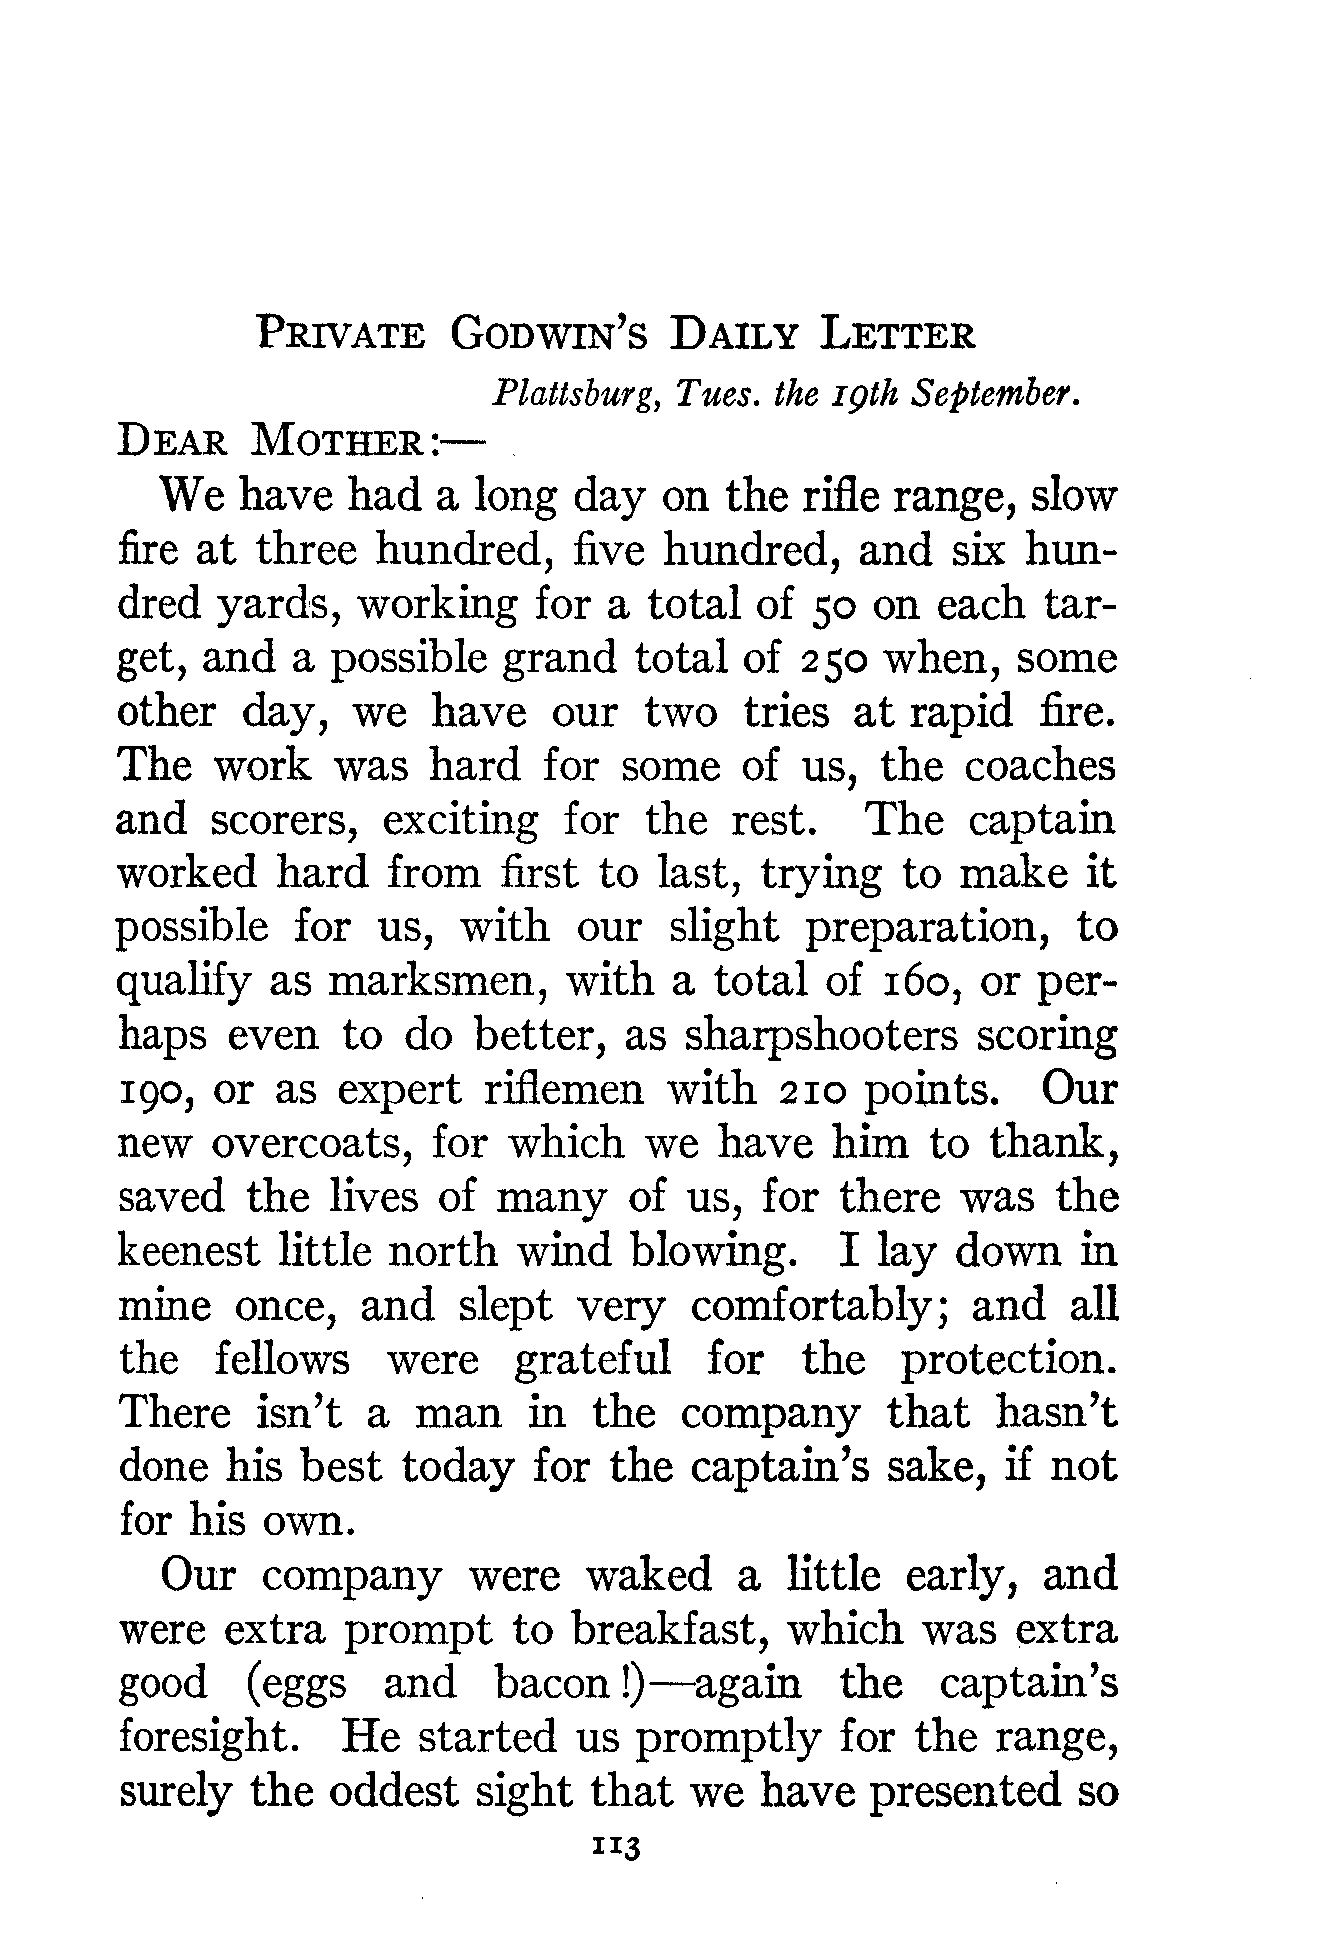 Private Godwin's Daily Letter
Plattsburg, Tues. the 19th September.
Dear Mother:—
We have had a long day on the rifle range, slow
fire at three hundred, five hundred, and six hun-
dred yards, working for a total of 50 on each tar-
get, and a possible grand total of 250 when, some
other day, we have our two tries at rapid fire.
The work was hard for some of us, the coaches
and scorers, exciting for the rest. The captain
worked hard from first to last, trying to make it
possible for us, with our slight preparation, to
qualify as marksmen, with a total of 160, or per-
haps even to do better, as sharpshooters scoring
190, or as expert riflemen with 210 points. Our
new overcoats, for which we have him to thank,
saved the lives of many of us, for there was the
keenest little north wind blowing. I lay down in
mine once, and slept very comfortably; and all
the fellows were grateful for the protection.
There isn't a man in the company that hasn't
done his best today for the captain's sake, if not
for his own.
Our company were waked a little early, and
were extra prompt to breakfast, which was extra
good (eggs and bacon!)—again the captain's
foresight. He started us promptly for the range,
surely the oddest sight that we have presented so
113